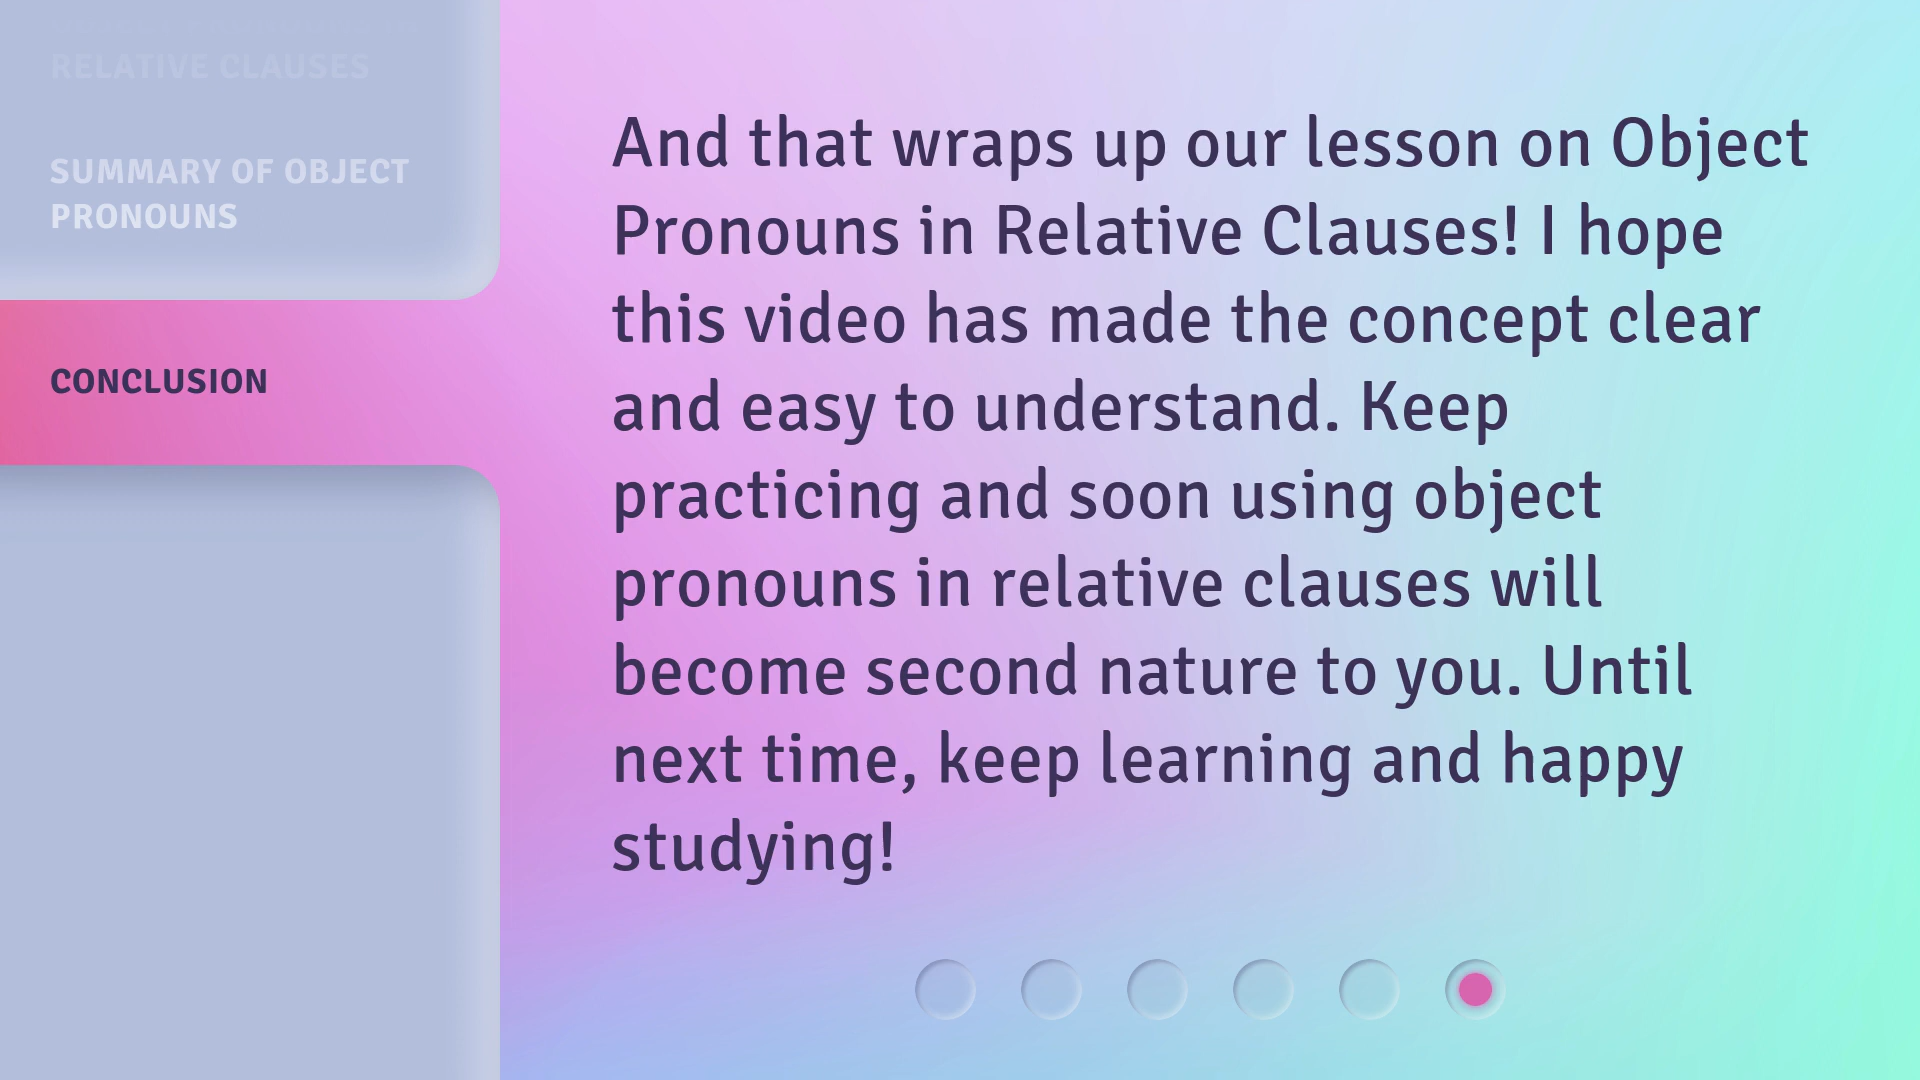 RELATIVE CLAUSES
SUMMARY OF OBJECT
PRONOUNS
CONCLUSION
And that wraps up our lesson on Object
Pronouns in Relative Clauses! I hope
this video has made the concept clear
and easy to understand. Keep
practicing and soon using object
pronouns in relative clauses will
become second nature to you. Until
next time, keep learning and happy
studying!